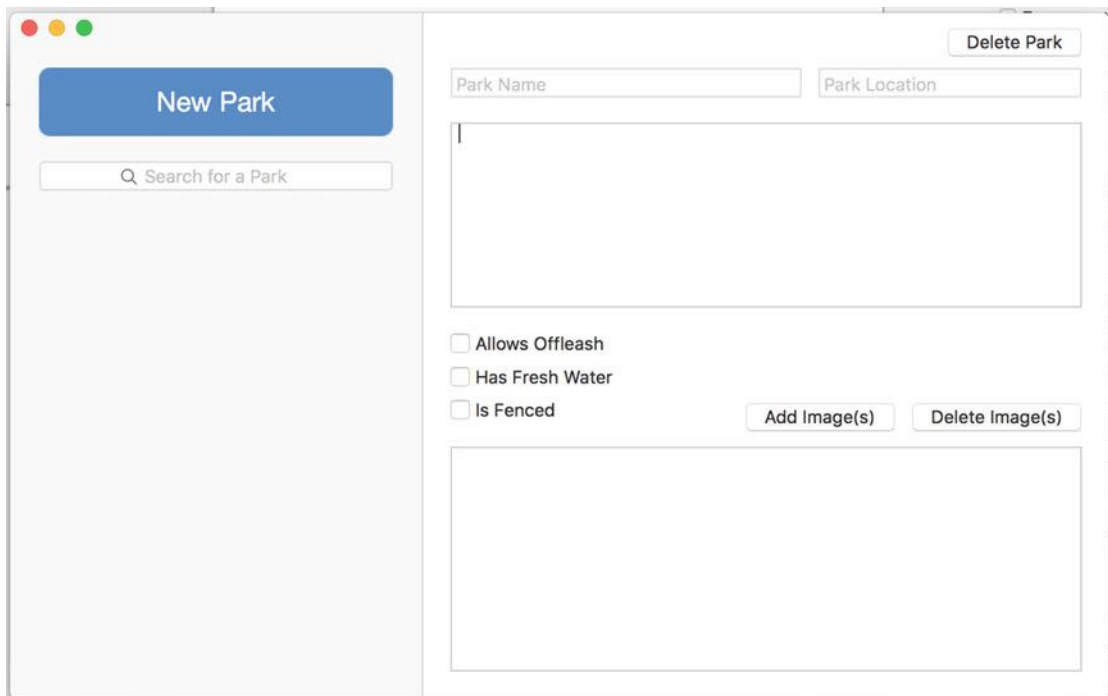 New Park
Search for a Park
Delete Park
Park Name
Park Location
Allows Offleash
Has Fresh Water
Is Fenced
Add Image(s)
Delete Image(s)